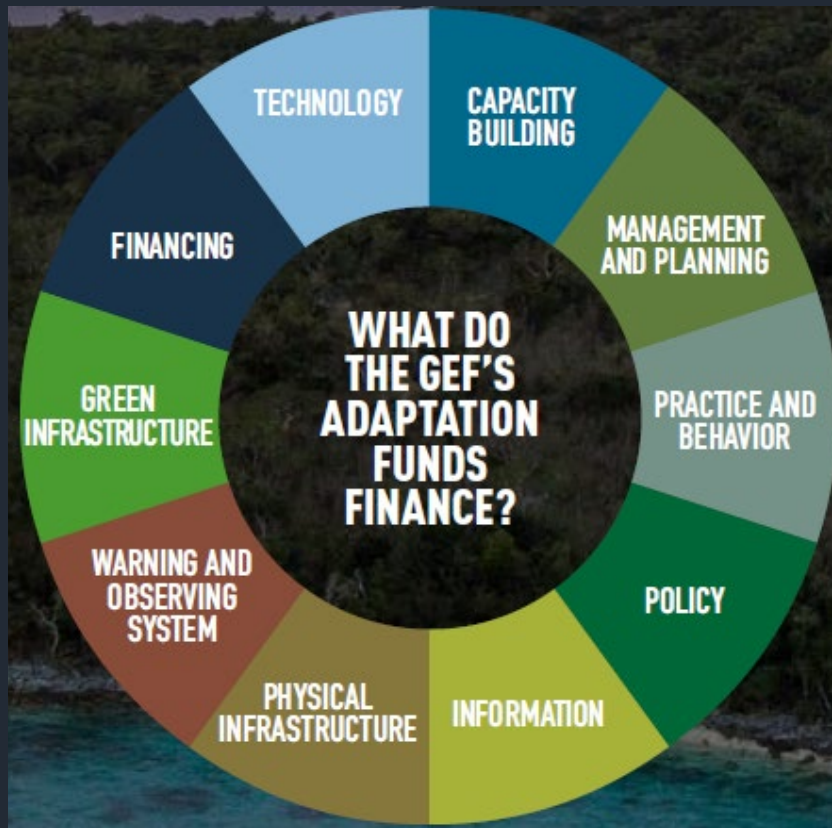 WHAT DO
THE GEF'S
ADAPTATION
FUNDS
FINANCE?
CAPACITY
BUILDING
MANAGEMENT
AND PLANNING
PRACTICE AND
BEHAVIOR
POLICY
INFORMATION
PHYSICAL
INFRASTRUCTURE
WARNING AND
OBSERVING
SYSTEM
GREEN
INFRASTRUCTURE
FINANCING
TECHNOLOGY